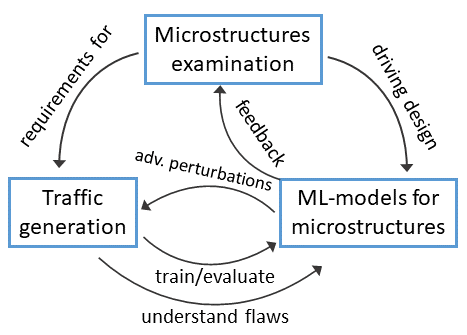 Microstructures
examination
requirements for
driving design
feedback
adv. perturbations
Traffic
generation
ML-models for
microstructures
train/evaluate
understand flaws